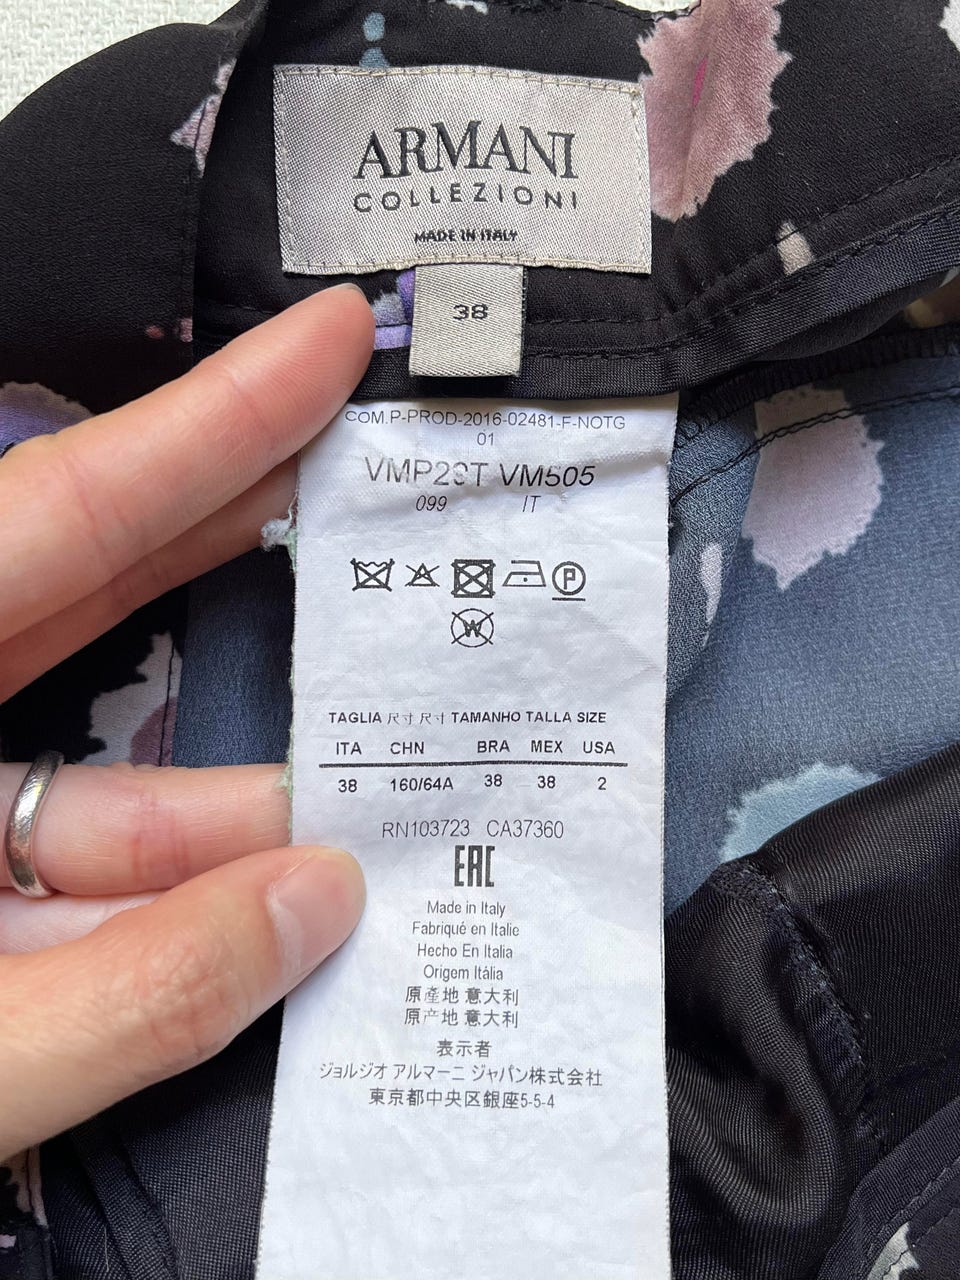 ARMANI
COLLEZIONI
MADE IN ITALY
38
COM.P-PROD-2016-02481-F-NOTG
01
VMP2ST VM505
099 IT
P
W
TAGLIA 尺寸 尺寸 TAMANHO TALLA SIZE
ITA CHN BRA MEX USA
38 160/64A 38 38 2
RN103723 CA37360
EAC
Made in Italy
Fabriqué en Italie
Hecho En Italia
Origem Itália
原產地 意大利
原产地 意大利
表示者
ジョルジオ アルマーニ ジャパン株式会社
東京都中央区銀座5-5-4